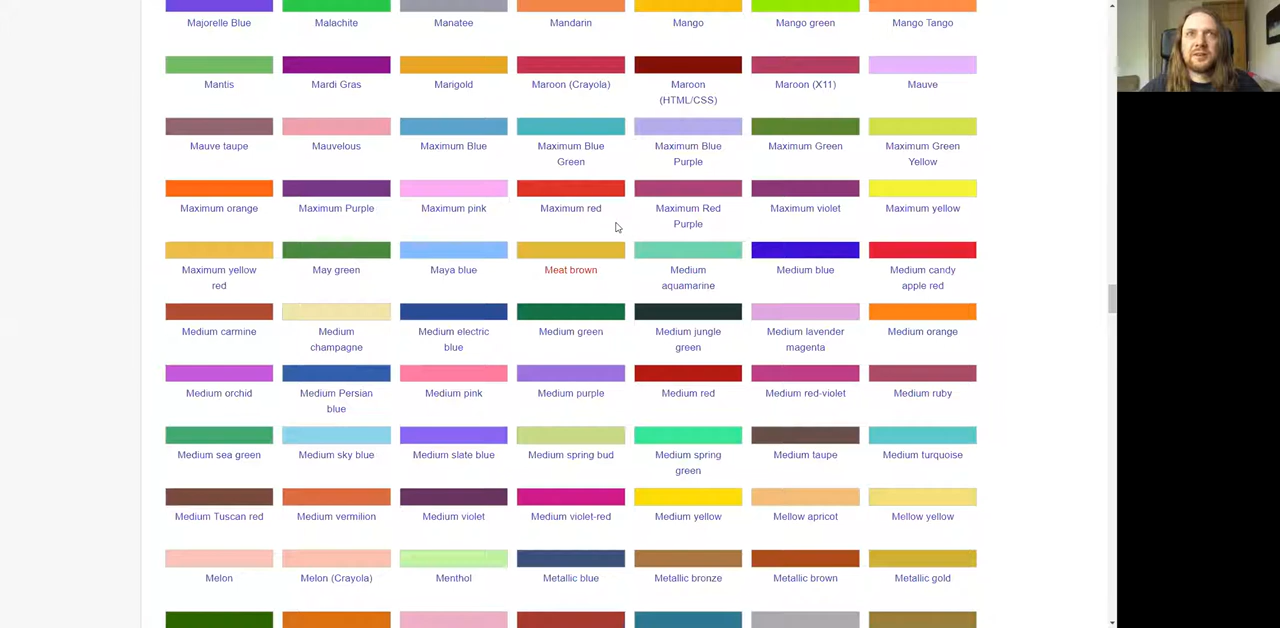 Majorelle Blue
Malachite
Manatee
Mandarin
Mango
Mango green
Mango Tango
Mantis
Mardi Gras
Marigold
Maroon (Crayola)
Maroon
(HTML/CSS)
Maroon (X11)
Mauve
Mauve taupe
Mauvelous
Maximum Blue
Maximum Blue
Green
Maximum Blue
Purple
Maximum Green
Maximum Green
Yellow
Maximum orange
Maximum Purple
Maximum pink
Maximum red
Maximum Red
Purple
Maximum violet
Maximum yellow
Maximum yellow
red
May green
Maya blue
Meat brown
Medium
aquamarine
Medium blue
Medium candy
apple red
Medium carmine
Medium
champagne
Medium electric
blue
Medium green
Medium jungle
green
Medium lavender
magenta
Medium orange
Medium orchid
Medium Persian
blue
Medium pink
Medium purple
Medium red
Medium red-violet
Medium ruby
Medium sea green
Medium sky blue
Medium slate blue
Medium spring bud
Medium spring
green
Medium taupe
Medium turquoise
Medium Tuscan red
Medium vermilion
Medium violet
Medium violet-red
Medium yellow
Mellow apricot
Mellow yellow
Melon
Melon (Crayola)
Menthol
Metallic blue
Metallic bronze
Metallic brown
Metallic gold